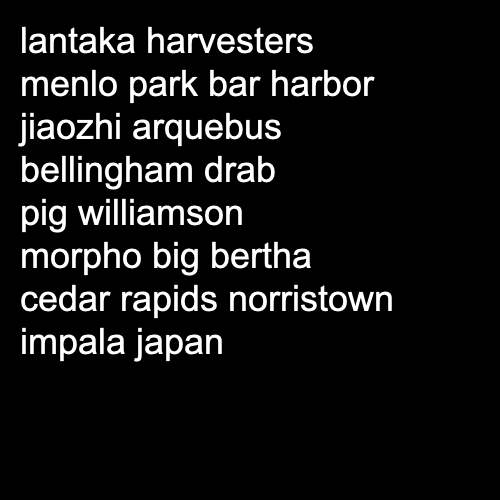 lantaka harvesters
menlo park bar harbor
jiaozhi arquebus
bellingham drab
pig williamson
morpho big bertha
cedar rapids norristown
impala japan